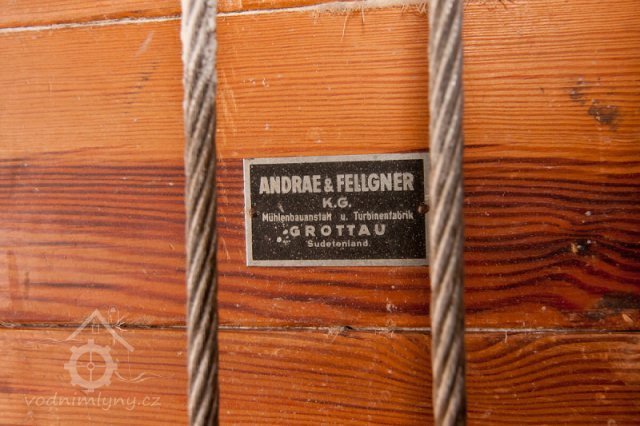 ANDRAE & FELLGNER
K.G.
Mühlenbauanstalt u. Turbinenfabrik
GROTTAU
Sudetenland.
vodnimlyny.cz